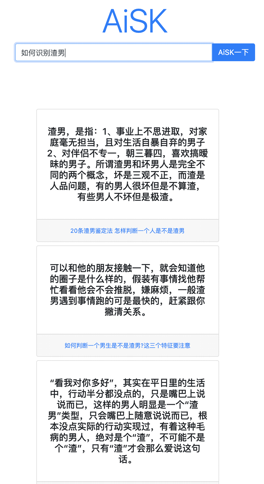 AiSK
如何识别渣男
AiSK一下
渣男，是指：1、事业上不思进取，对家
庭毫无担当，且对生活自暴自弃的男子
2、对伴侣不专一，朝三暮四，喜欢搞暧
昧的男子。所谓渣男和坏男人是完全不
同的两个概念，坏是三观不正，而渣是
人品问题，有的男人很坏但是不算渣，
有些男人不坏但是极渣。
20条渣男鉴定法 怎样判断一个人是不是渣男
可以和他的朋友接触一下，就会知道他
的圈子是什么样的，假装有事情找他帮
忙看看他会不会推脱，嫌麻烦，一般渣
男遇到事情跑的可是最快的，赶紧跟你
撇清关系。
如何判断一个男生是不是渣男?这三个特征要注意
“看我对你多好”，其实在平日里的生活
中，行动半分都没点的，只是嘴巴上说
说而已，这样的男人明显是一个“渣
男”类型，只会嘴巴上随意说说而已，根
本没点实际的行动实现过，有着这种毛
病的男人，绝对是个“渣”，不可能不是
个“渣”，只有“渣”才会那么爱说这句
话。